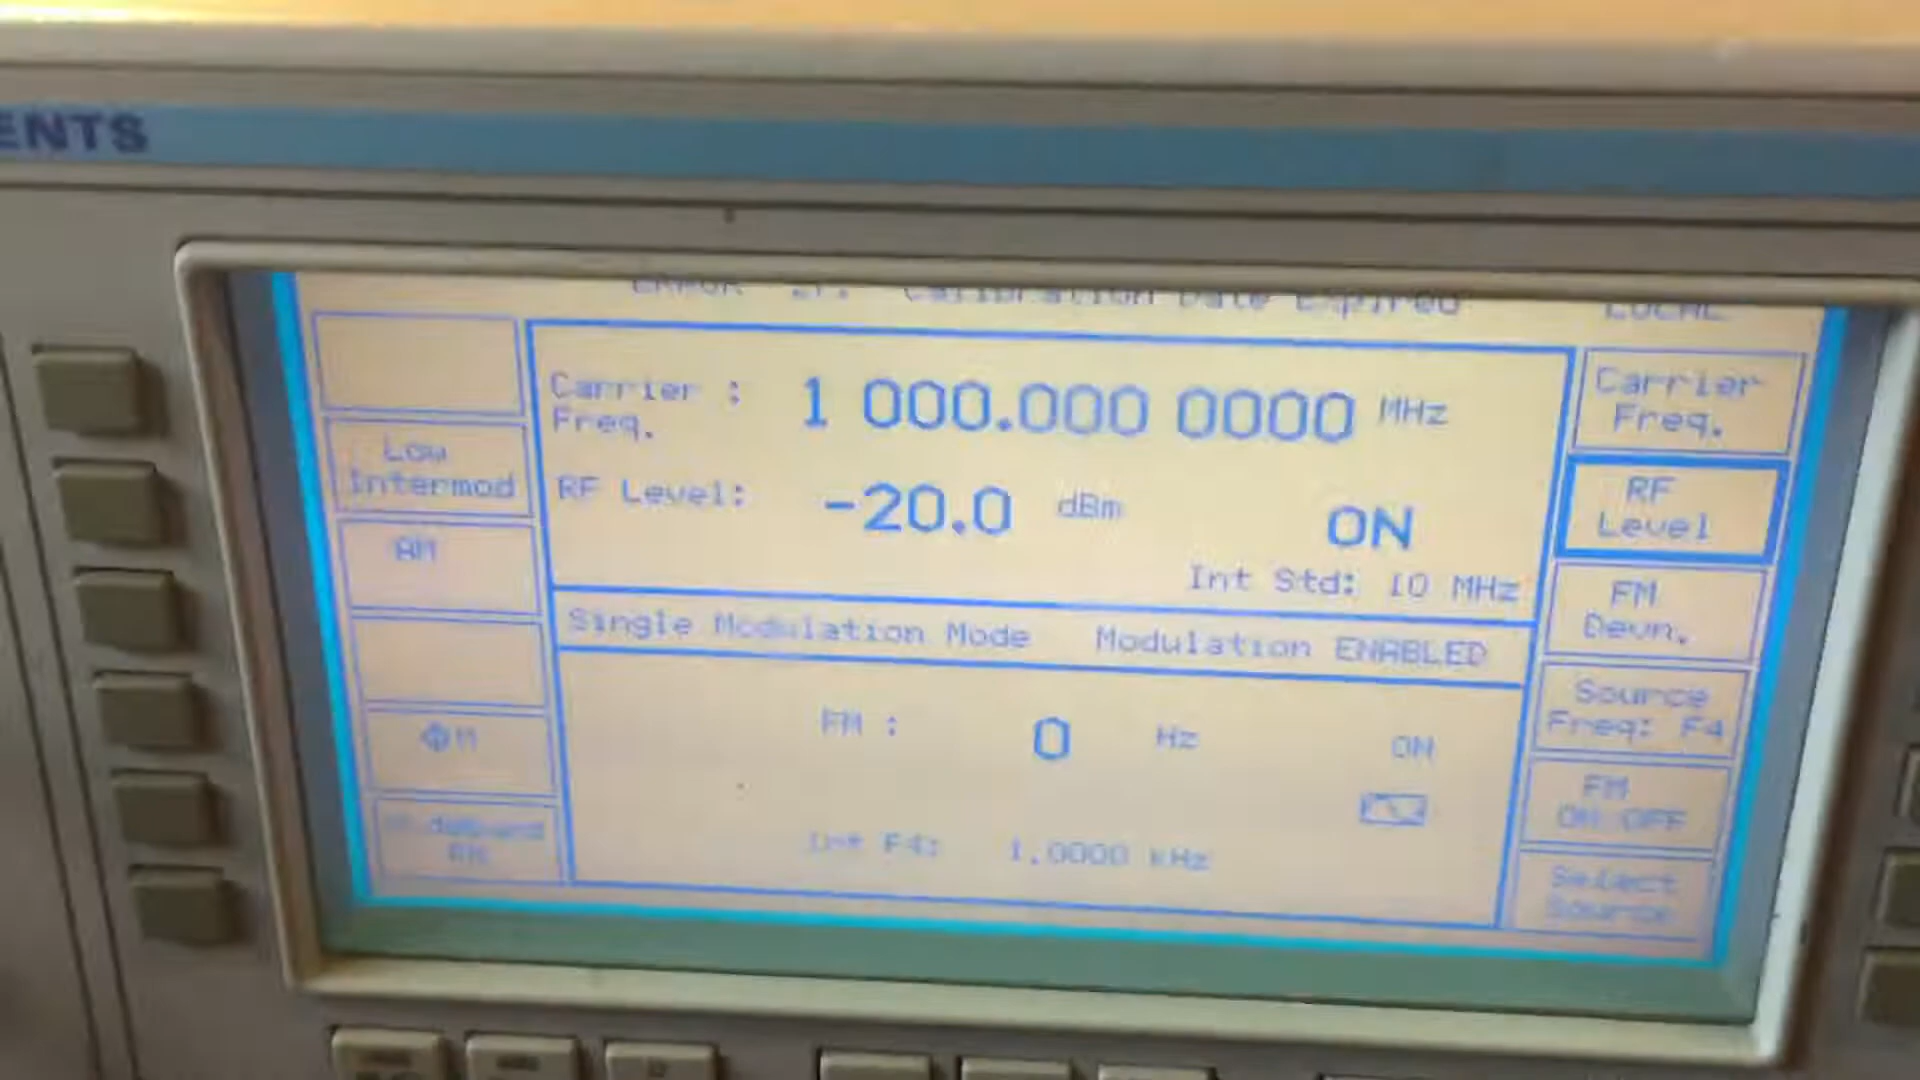 ENTS
ERROR 27: Calibration Date Expired LOCAL
Carrier : 1 000.000 0000 MHz
Freq.
RF Level: -20.0 dBm ON
Int Std: 10 MHz
Single Modulation Mode Modulation ENABLED
FM : 0 Hz ON
Int F4: 1.0000 kHz
Low
Intermod
AM
ΦM
AM
Carrier
Freq.
RF
Level
FM
Devn.
Source
Freq: F4
FM
ON OFF
Select
Source